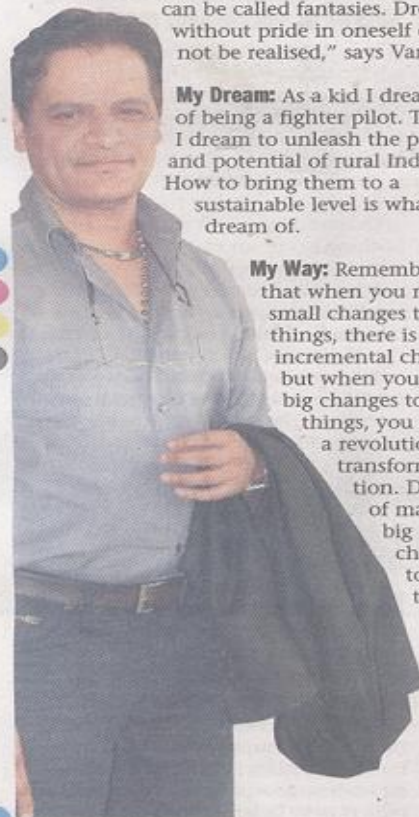 can be called fantasies. Dre
without pride in oneself
not be realised,” says Var
My Dream: As a kid I drea
of being a fighter pilot. T
I dream to unleash the p
and potential of rural Ind
How to bring them to a
sustainable level is wha
dream of.
My Way: Rememb
that when you m
small changes t
things, there is
incremental ch
but when you
big changes to
things, you
a revolutio
transform
tion. D
of ma
big
ch
to
t